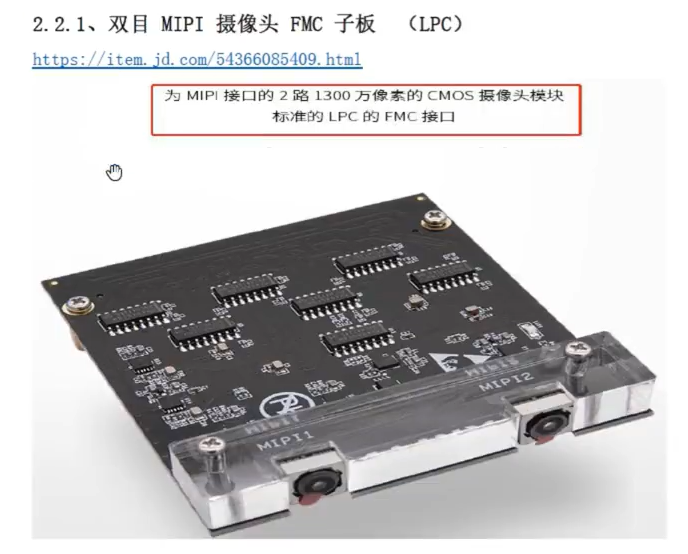 2.2.1、双目 MIPI 摄像头 FMC 子板 （LPC）
https://item.jd.com/54366085409.html
为 MIPI 接口的 2 路 1300 万像素的 CMOS 摄像头模块
标准的 LPC 的 FMC 接口
MIPI2
MIPI1